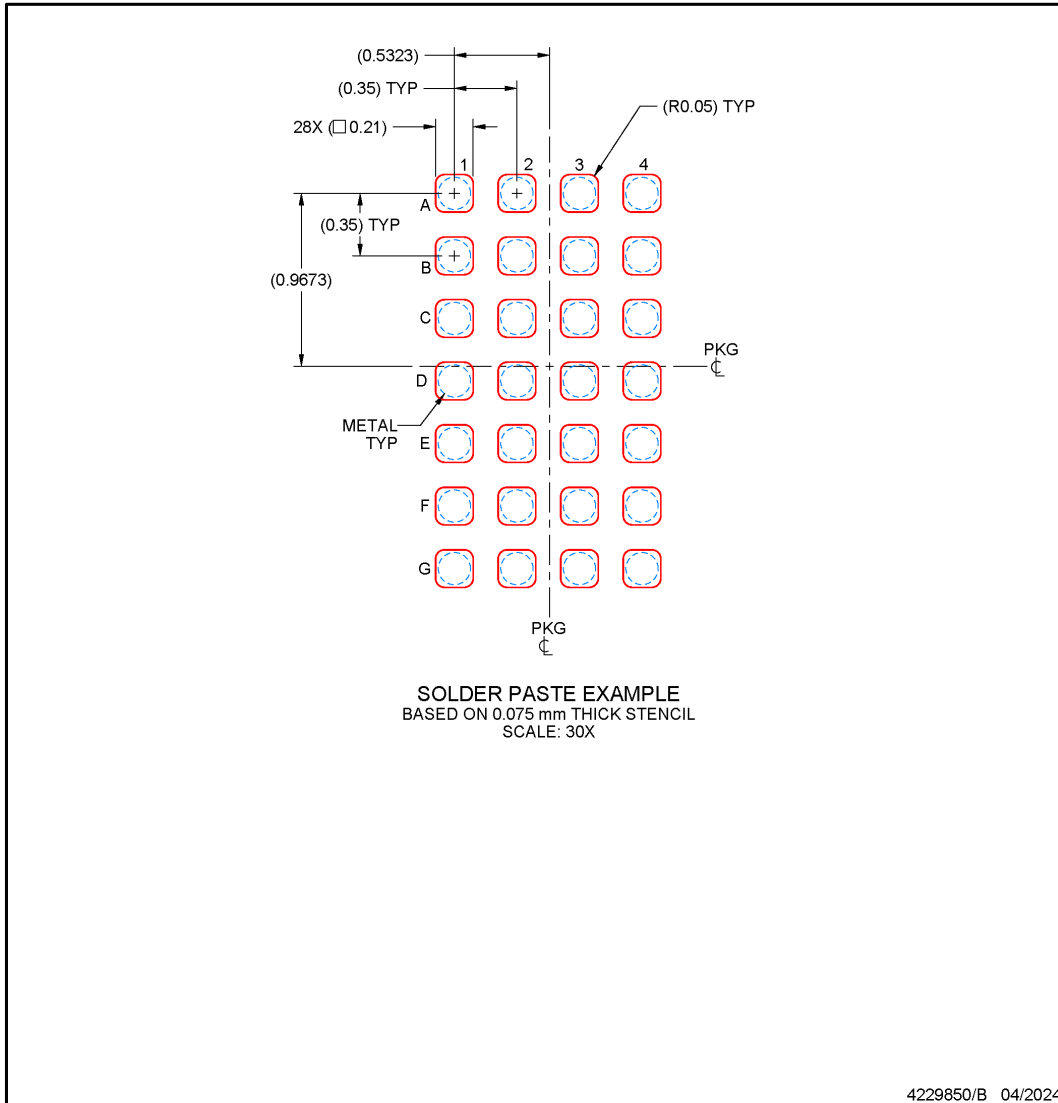 (0.5323)
(0.35) TYP
(R0.05) TYP
28X (□ 0.21)
1 2 3 4
A
(0.35) TYP
B
(0.9673)
C
PKG
℄
D
METAL
TYP
E
F
G
PKG
℄
SOLDER PASTE EXAMPLE
BASED ON 0.075 mm THICK STENCIL
SCALE: 30X
4229850/B 04/2024